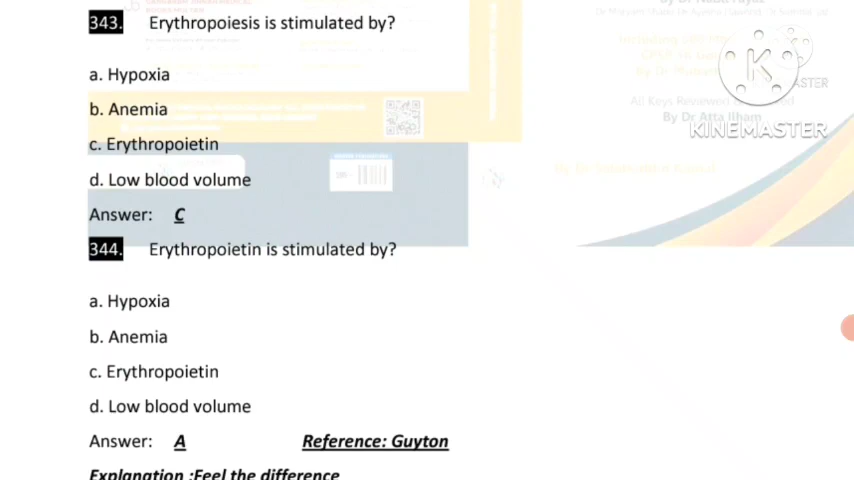 343. Erythropoiesis is stimulated by?
a. Hypoxia
b. Anemia
c. Erythropoietin
d. Low blood volume
Answer: C
344. Erythropoietin is stimulated by?
a. Hypoxia
b. Anemia
c. Erythropoietin
d. Low blood volume
Answer: A Reference: Guyton
Explanation :Feel the difference
All Keys Reviewed
By Dr Atta Ilham
K
KINEMASTER